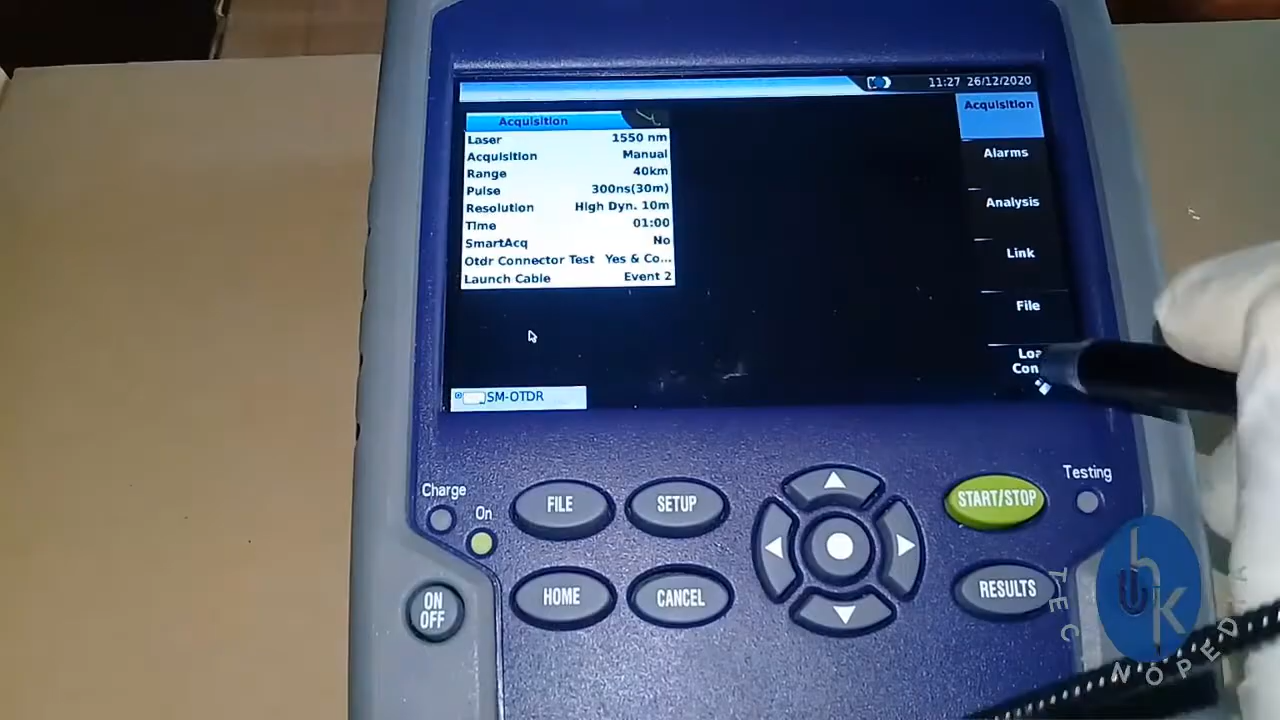 11:27 26/12/2020
Acquisition
Laser 1550 nm
Acquisition Manual
Range 40km
Pulse 300ns(30m)
Resolution High Dyn. 10m
Time 01:00
SmartAcq No
Otdr Connector Test Yes & Co...
Launch Cable Event 2
SM-OTDR
Acquisition
Alarms
Analysis
Link
File
Charge
On
FILE
SETUP
START/STOP
Testing
ON
OFF
HOME
CANCEL
RESULTS
hk